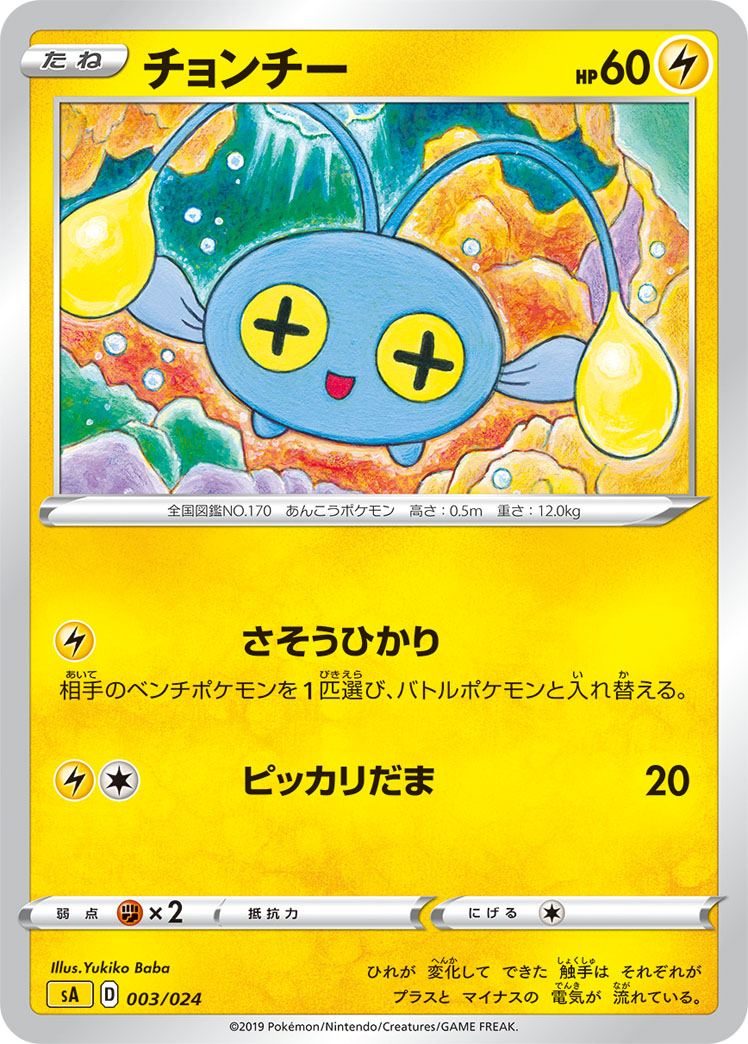 たね チョンチー HP60
全国図鑑NO.170 あんこうポケモン 高さ:0.5m 重さ:12.0kg
さそうひかり
相手のベンチポケモンを1匹選び、バトルポケモンと入れ替える。
ピッカリだま 20
弱点 ×2 抵抗力 にげる
Illus.Yukiko Baba
ひれが 変化して できた 触手は それぞれが
プラスと マイナスの 電気が 流れている。
sA D 003/024
©2019 Pokémon/Nintendo/Creatures/GAME FREAK.